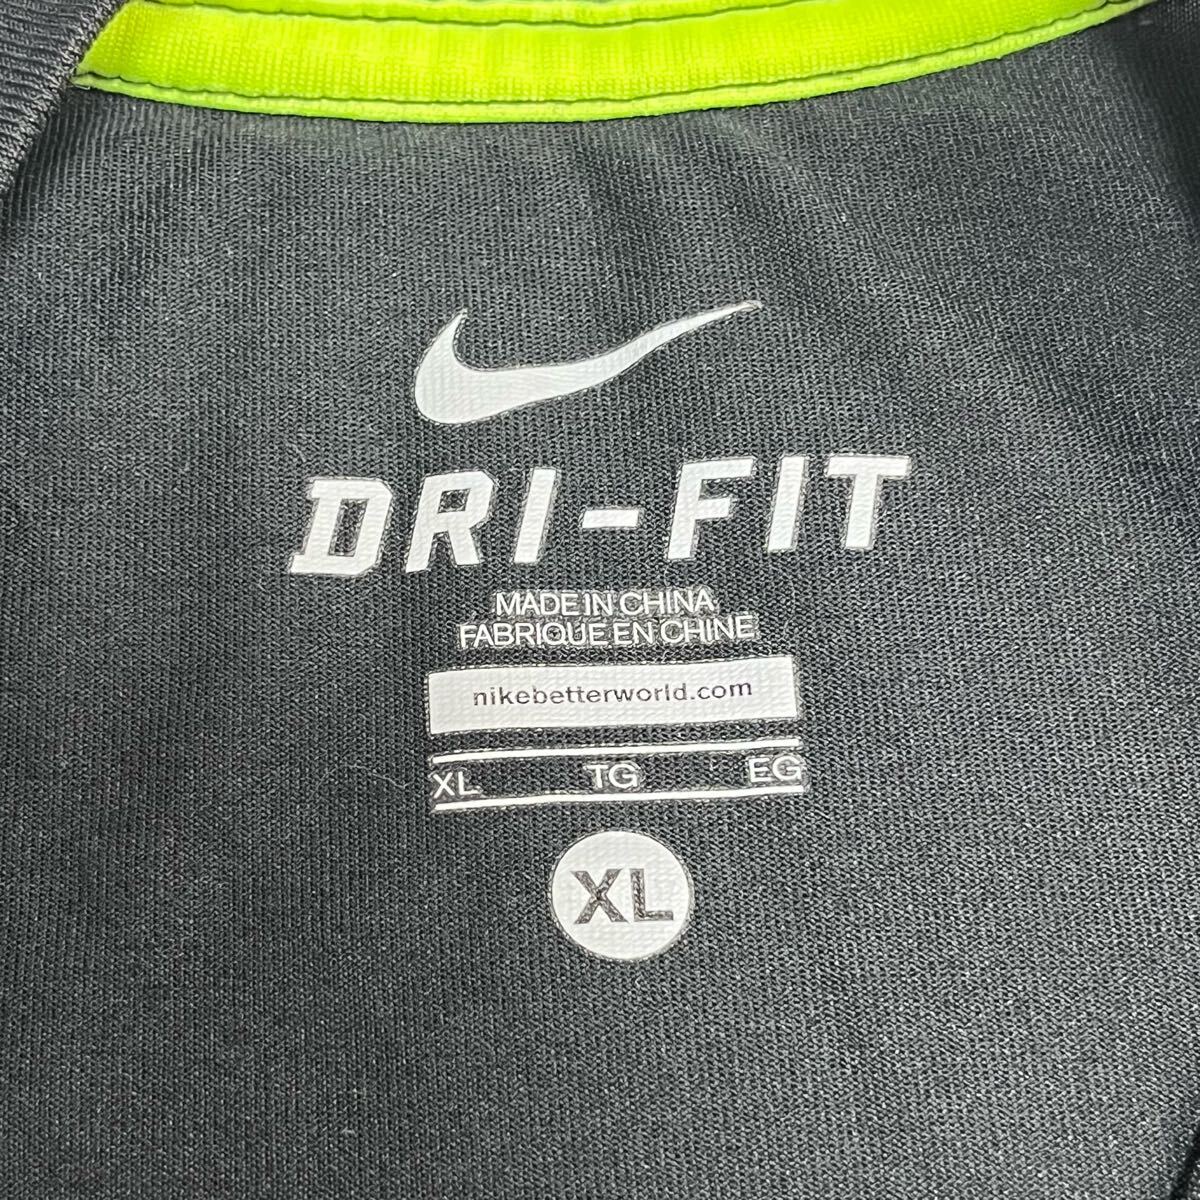 DRI-FIT
MADE IN CHINA
FABRIQUE EN CHINE
nikebetterworld.com
XL TG EG
XL